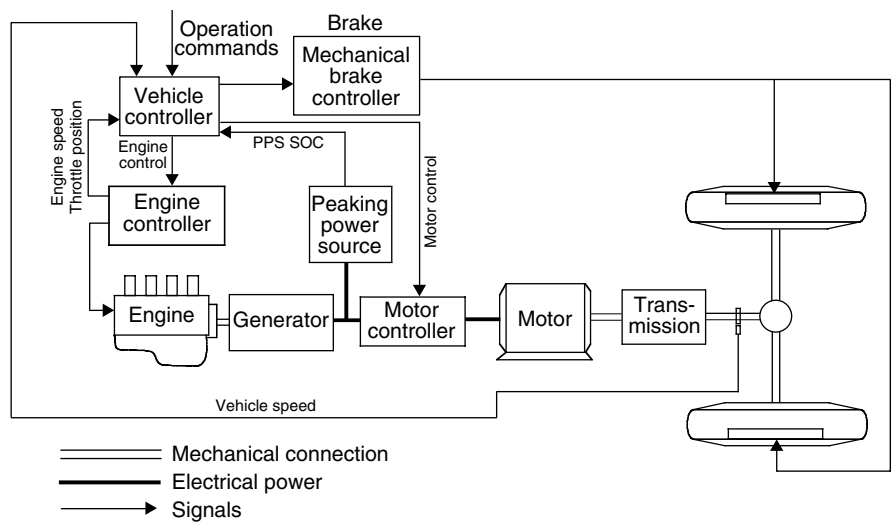 Operation
commands
Brake
Mechanical
brake
controller
Vehicle
controller
Engine speed
Throttle position
Engine
control
PPS SOC
Motor control
Engine
controller
Peaking
power
source
Engine
Generator
Motor
controller
Motor
Trans-
mission
Vehicle speed
Mechanical connection
Electrical power
Signals